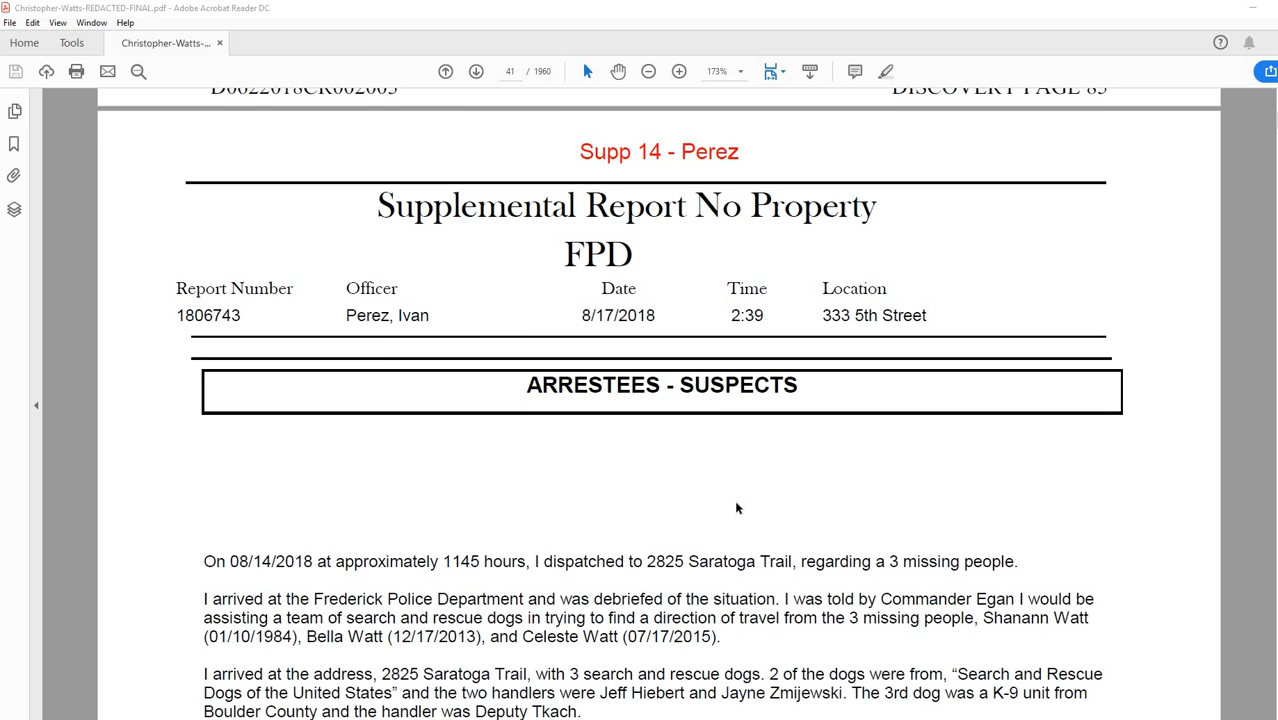 Christopher-Watts-REDACTED-FINAL.pdf - Adobe Acrobat Reader DC
File Edit View Window Help
Home Tools Christopher-Watts-... ×
41 / 1960 173%
D0022018CR002003 DISCOVERY PAGE 85
Supp 14 - Perez
Supplemental Report No Property
FPD
Report Number Officer Date Time Location
1806743 Perez, Ivan 8/17/2018 2:39 333 5th Street
ARRESTEES - SUSPECTS
On 08/14/2018 at approximately 1145 hours, I dispatched to 2825 Saratoga Trail, regarding a 3 missing people.
I arrived at the Frederick Police Department and was debriefed of the situation. I was told by Commander Egan I would be
assisting a team of search and rescue dogs in trying to find a direction of travel from the 3 missing people, Shanann Watt
(01/10/1984), Bella Watt (12/17/2013), and Celeste Watt (07/17/2015).
I arrived at the address, 2825 Saratoga Trail, with 3 search and rescue dogs. 2 of the dogs were from, “Search and Rescue
Dogs of the United States” and the two handlers were Jeff Hiebert and Jayne Zmijewski. The 3rd dog was a K-9 unit from
Boulder County and the handler was Deputy Tkach.